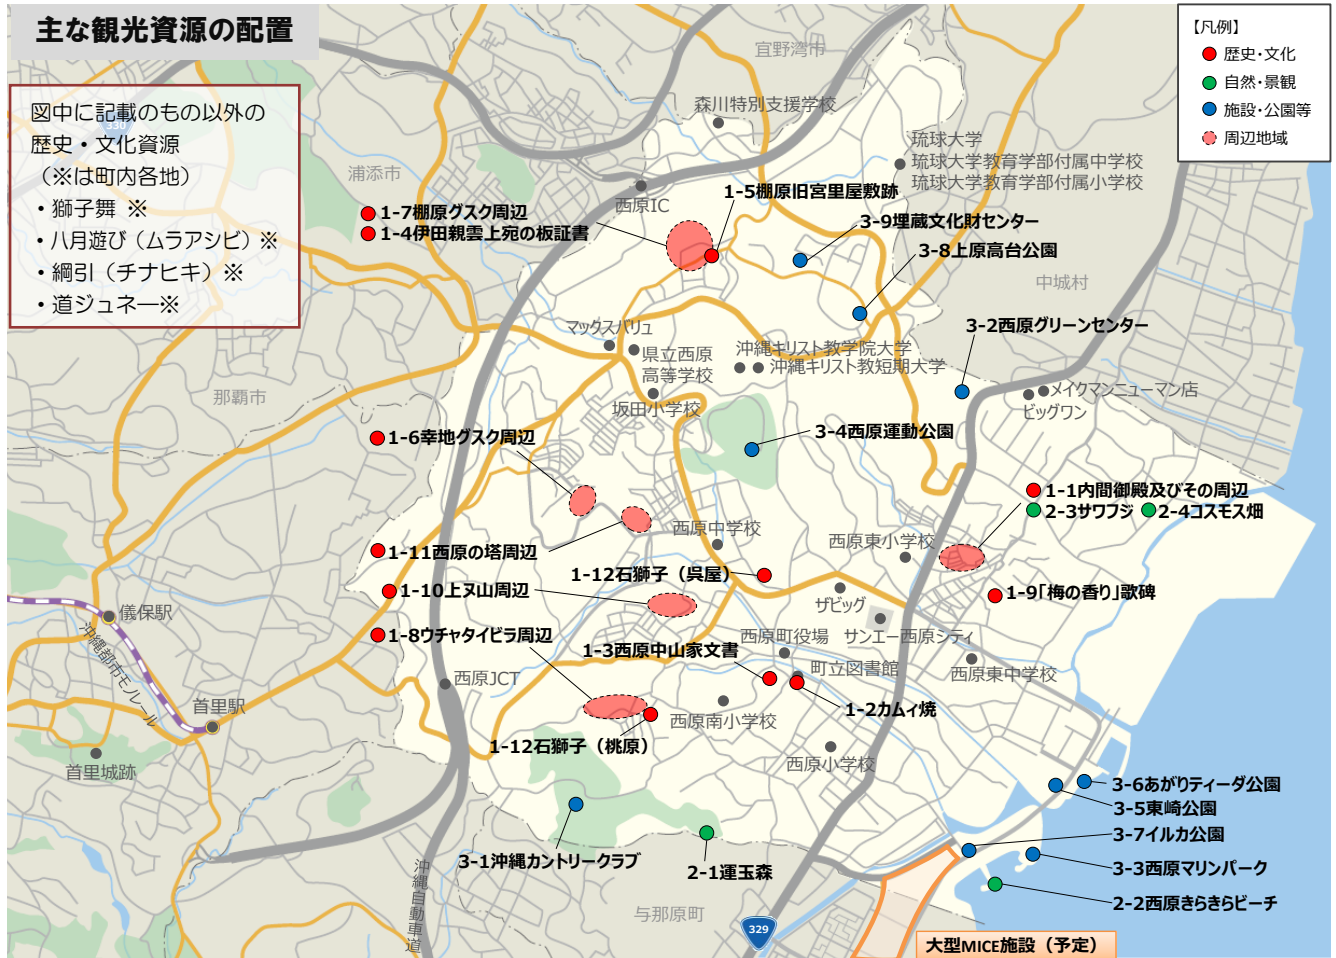 主な観光資源の配置
図中に記載のもの以外の
歴史・文化資源
（※は町内各地）
・獅子舞 ※
・八月遊び（ムラアシビ）※
・綱引（チナヒキ）※
・道ジュネー※
【凡例】
歴史・文化
自然・景観
施設・公園等
周辺地域
330
宜野湾市
森川特別支援学校
琉球大学
琉球大学教育学部付属中学校
琉球大学教育学部付属小学校
浦添市
西原IC
1-5棚原旧宮里屋敷跡
1-7棚原グスク周辺
1-4伊田親雲上宛の板証書
3-9埋蔵文化財センター
3-8上原高台公園
中城村
3-2西原グリーンセンター
マックスバリュ
県立西原
高等学校
沖縄キリスト教学院大学
沖縄キリスト教短期大学
坂田小学校
メイクマンニューマン店
ビッグワン
那覇市
1-6幸地グスク周辺
3-4西原運動公園
1-1内間御殿及びその周辺
2-3サワフジ
2-4コスモス畑
西原中学校
西原東小学校
1-11西原の塔周辺
1-12石獅子（呉屋）
1-10上ヌ山周辺
1-9「梅の香り」歌碑
ザビッグ
儀保駅
沖縄都市モノレール
1-8ウチャタイビラ周辺
西原町役場
サンエー西原シティ
1-3西原中山家文書
町立図書館
西原東中学校
西原JCT
首里駅
1-2カムィ焼
西原南小学校
1-12石獅子（桃原）
首里城跡
西原小学校
3-6あがりティーダ公園
3-5東崎公園
3-7イルカ公園
3-1沖縄カントリークラブ
2-1運玉森
3-3西原マリンパーク
2-2西原きらきらビーチ
沖縄自動車道
与那原町
329
大型MICE施設（予定）